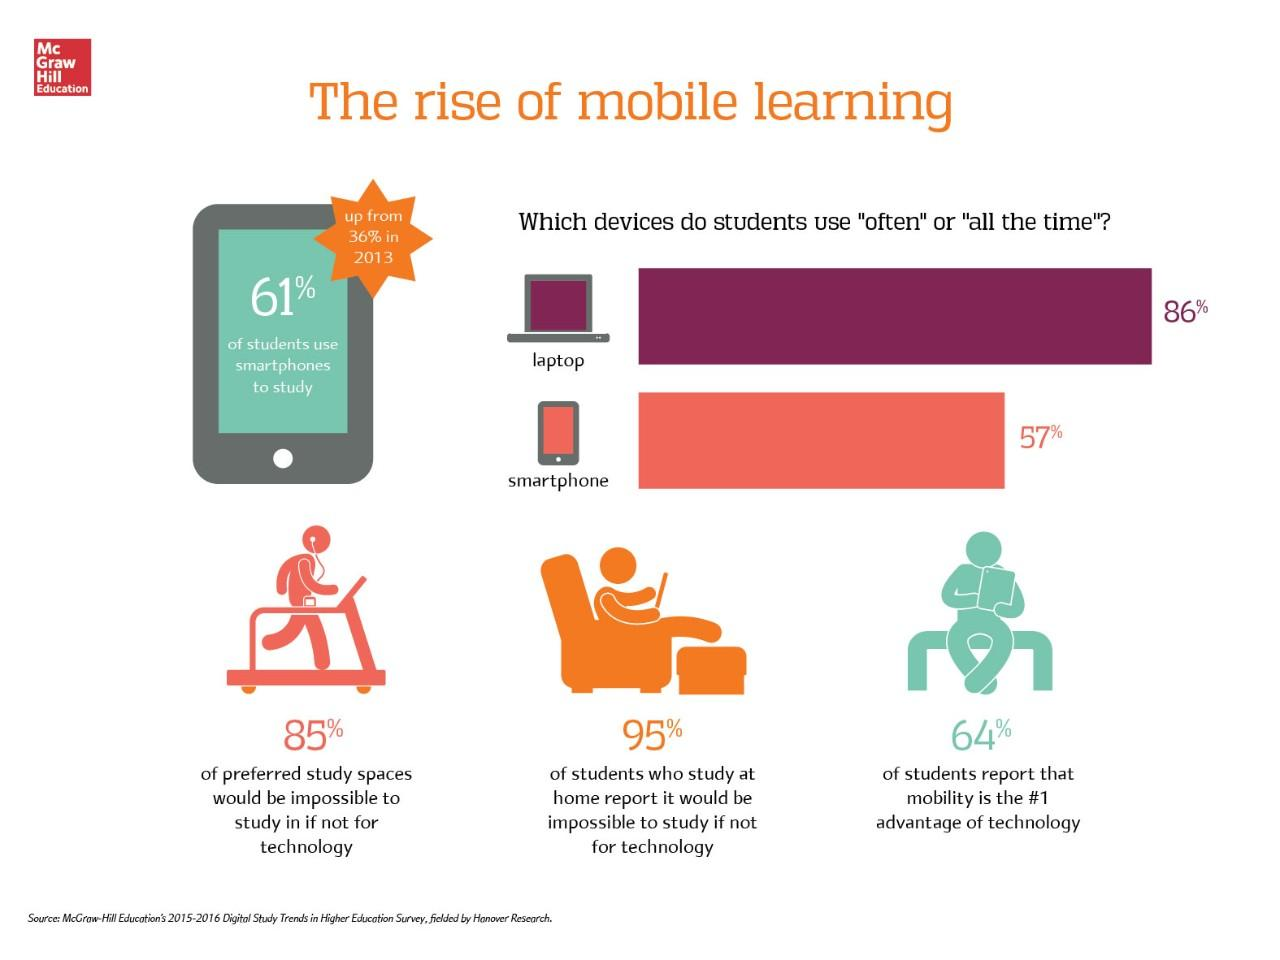 Mc
Graw
Hill
Education
The rise of mobile learning
up from
36% in
2013
61%
of students use
smartphones
to study
Which devices do students use "often" or "all the time"?
laptop
86%
smartphone
57%
85%
of preferred study spaces
would be impossible to
study in if not for
technology
95%
of students who study at
home report it would be
impossible to study if not
for technology
64%
of students report that
mobility is the #1
advantage of technology
Source: McGraw-Hill Education's 2015-2016 Digital Study Trends in Higher Education Survey, fielded by Hanover Research.